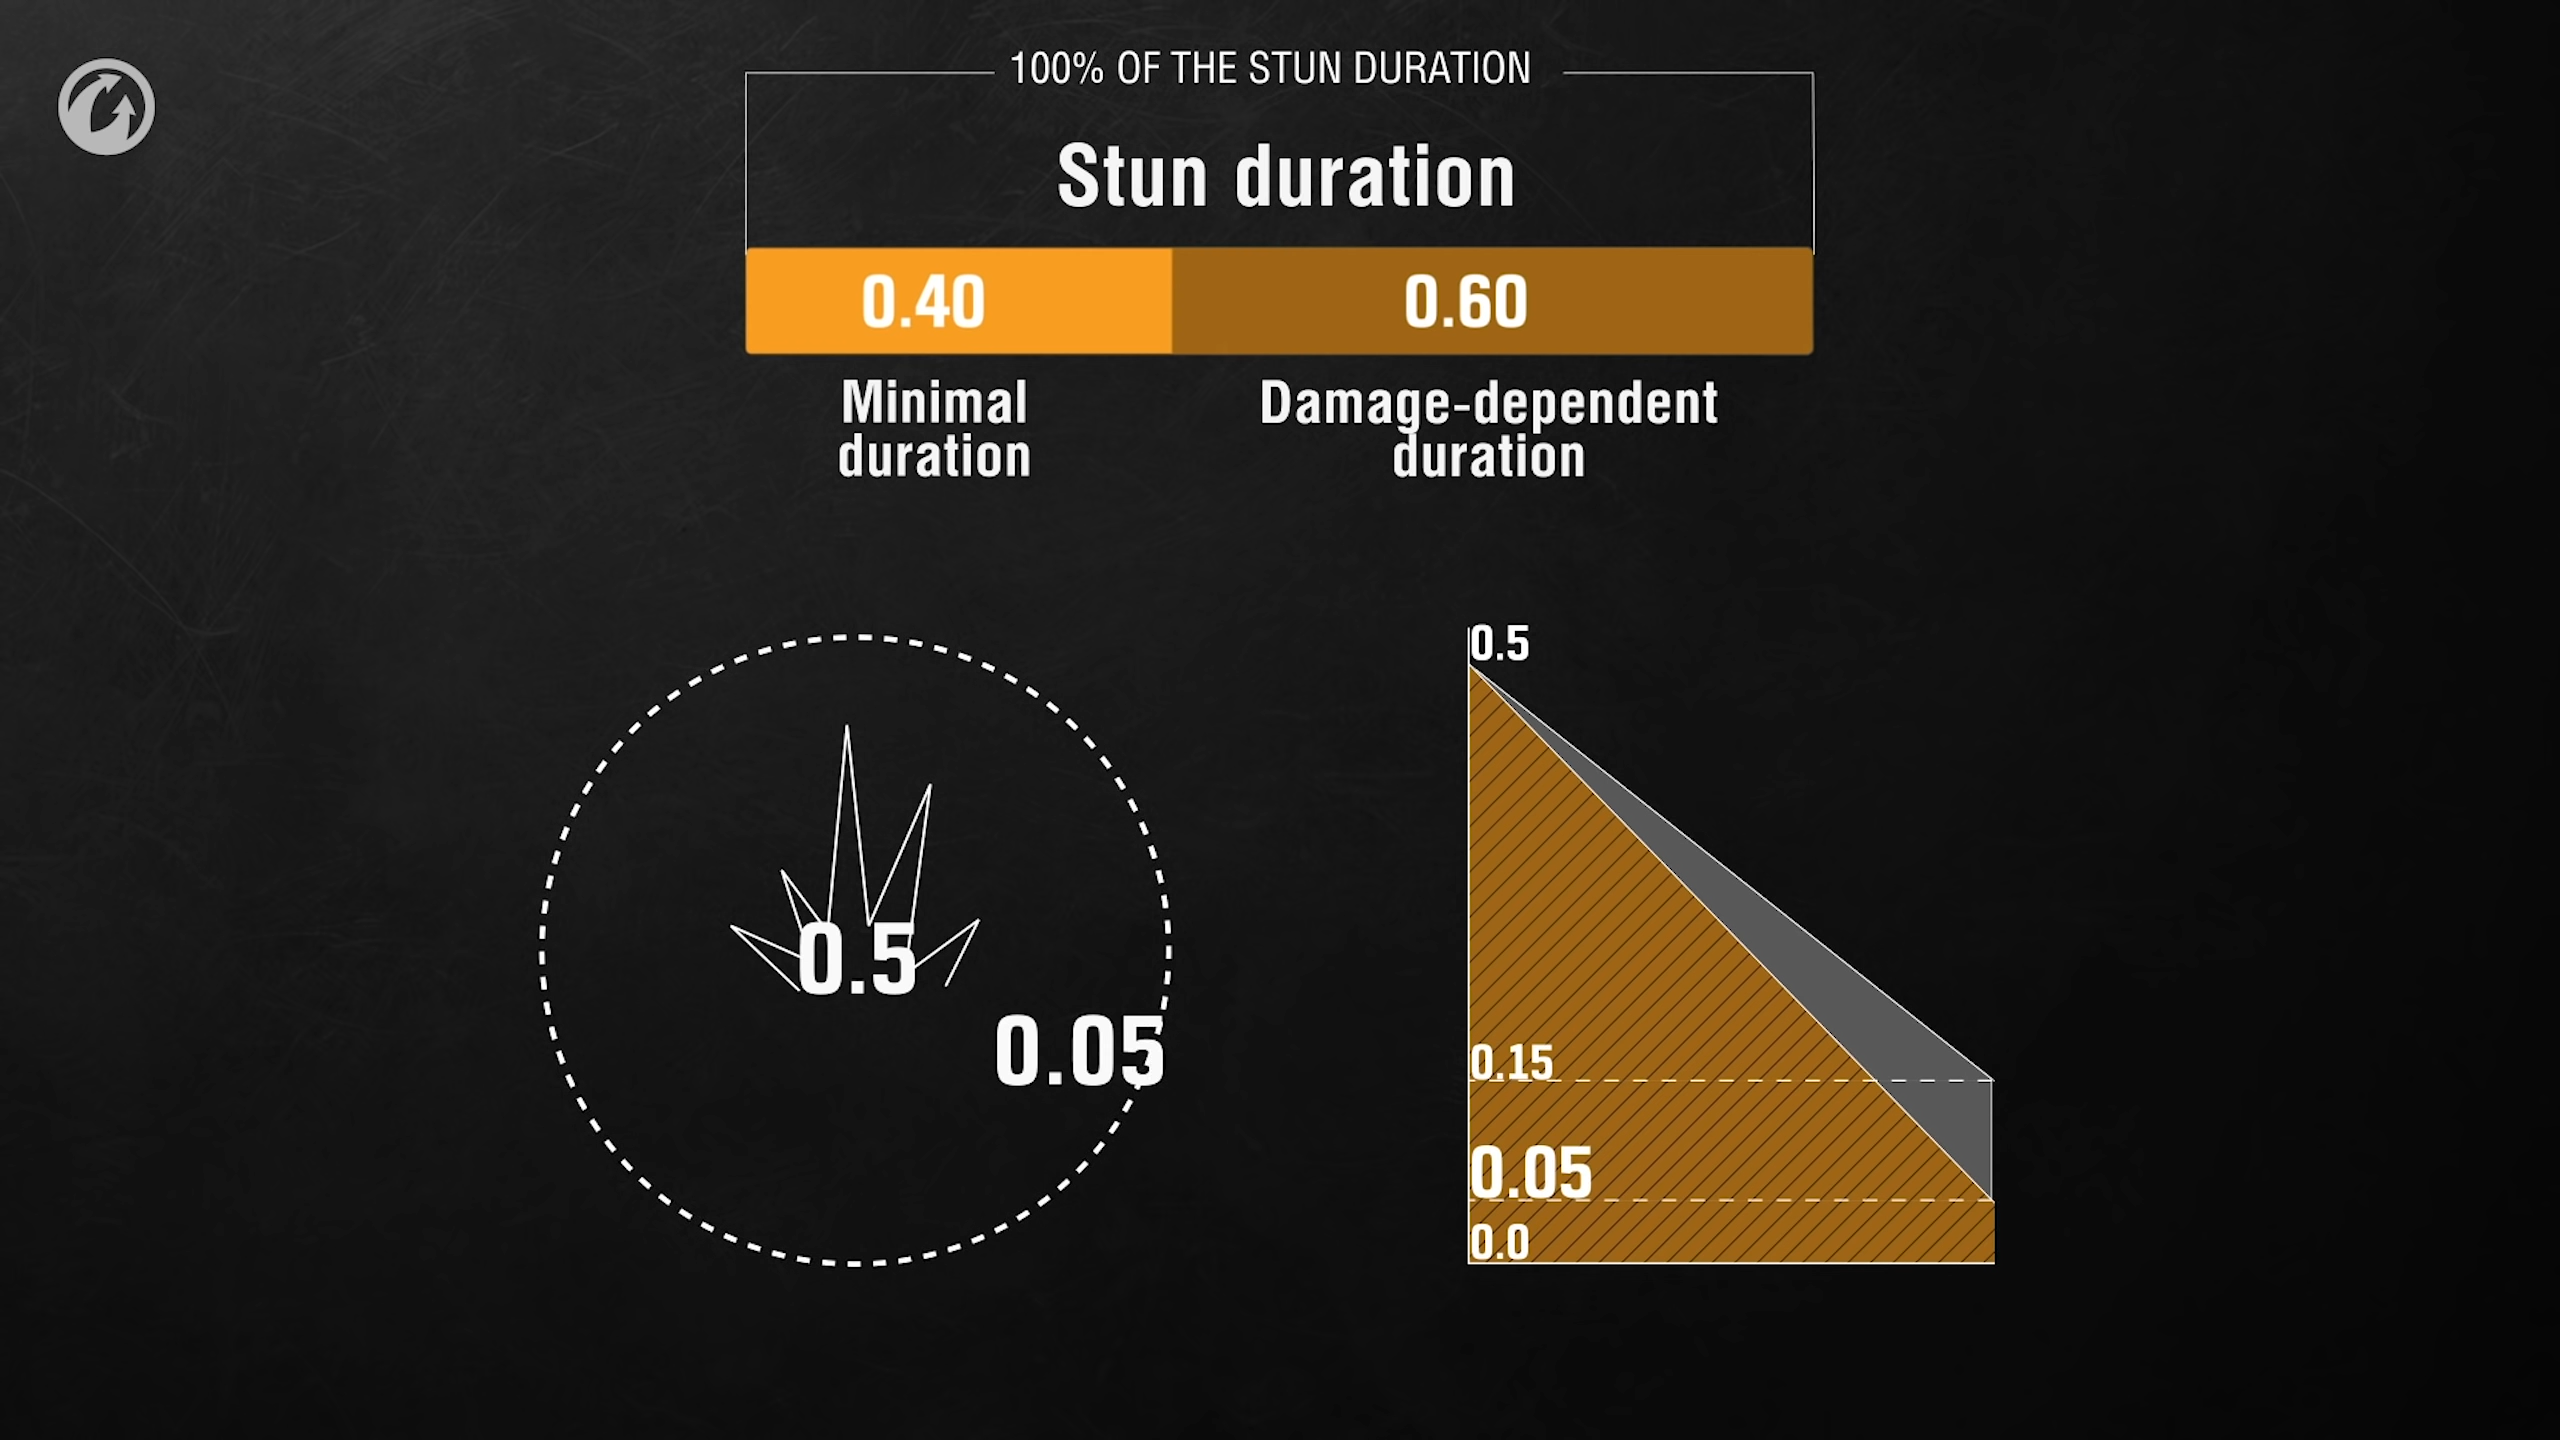 100% OF THE STUN DURATION
Stun duration
0.40
0.60
Minimal
duration
Damage-dependent
duration
0.5
0.05
0.5
0.15
0.05
0.0